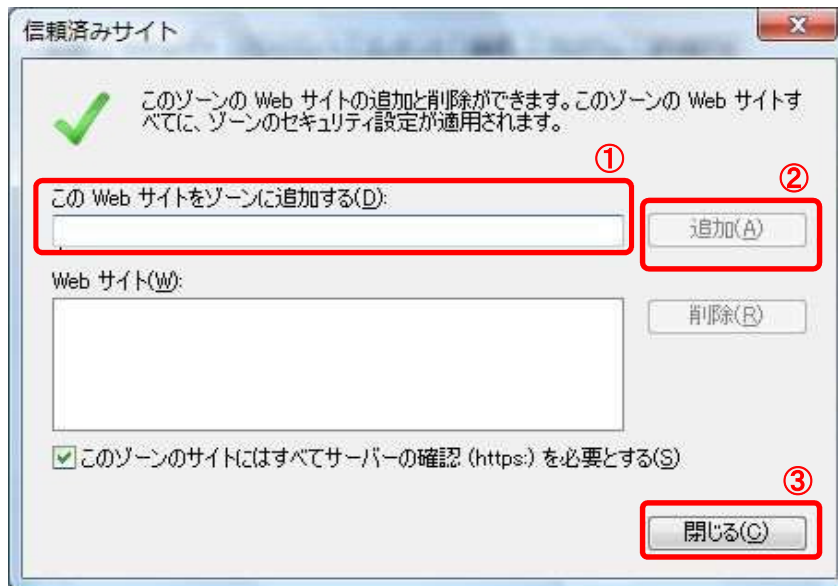 信頼済みサイト
このゾーンの Web サイトの追加と削除ができます。このゾーンの Web サイトす
べてに、ゾーンのセキュリティ設定が適用されます。
①
②
この Web サイトをゾーンに追加する(D):
追加(A)
Web サイト(W):
削除(R)
このゾーンのサイトにはすべてサーバーの確認 (https:) を必要とする(S)
③
閉じる(C)